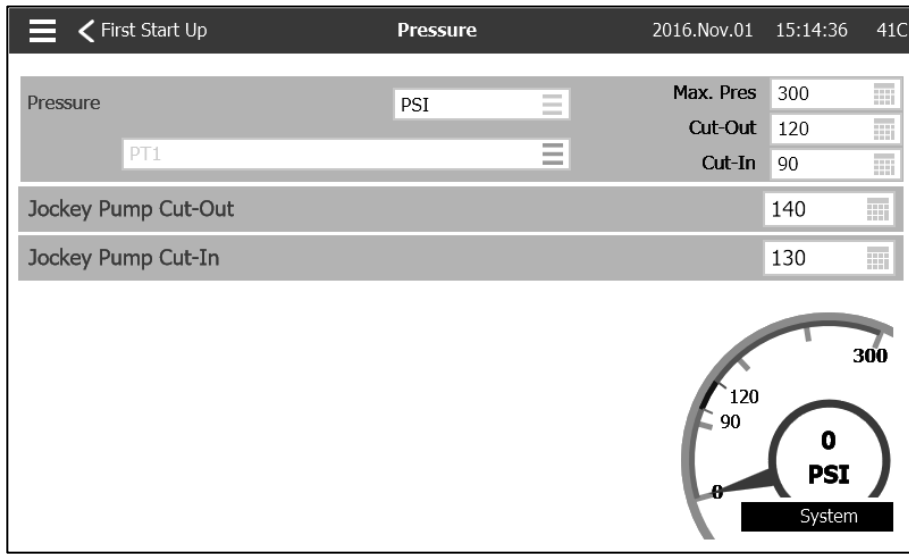 First Start Up Pressure 2016.Nov.01 15:14:36 41C
Pressure PSI Max. Pres 300
Cut-Out 120
PT1 Cut-In 90
Jockey Pump Cut-Out 140
Jockey Pump Cut-In 130
300
120
90
0
PSI
0
System